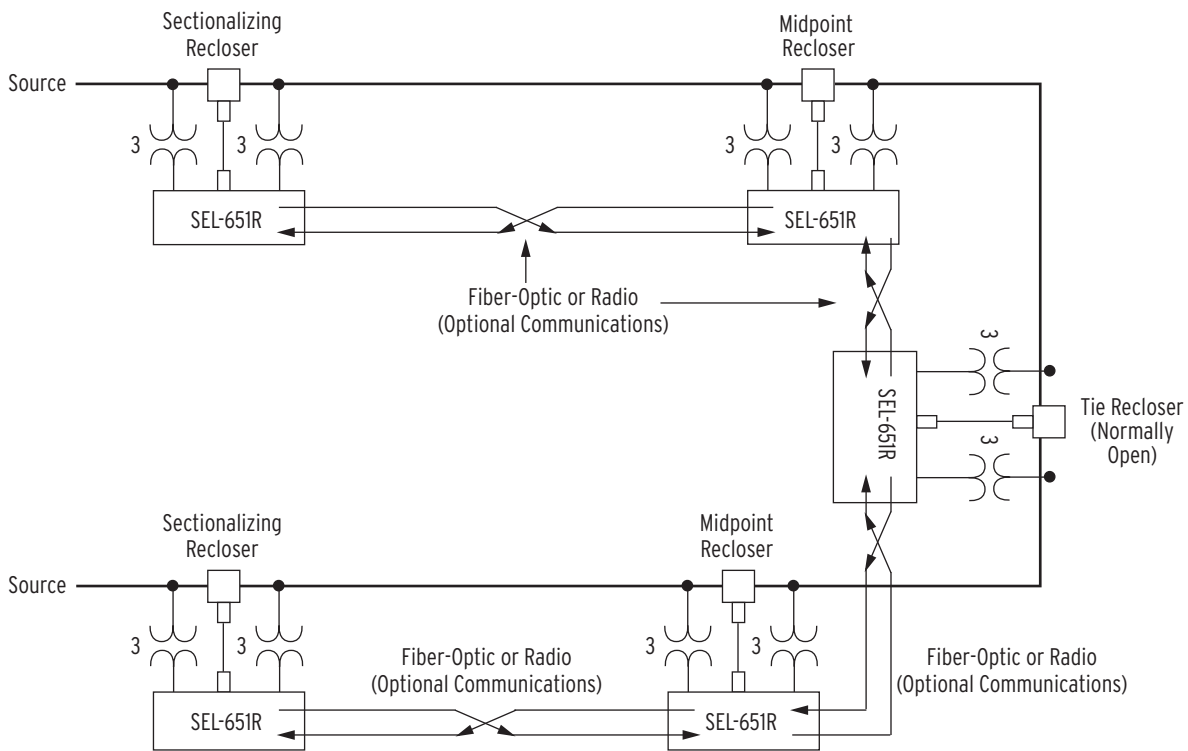 Sectionalizing
Recloser
Midpoint
Recloser
Source
3
3
3
3
SEL-651R
SEL-651R
Fiber-Optic or Radio
(Optional Communications)
3
SEL-651R
Tie Recloser
(Normally
Open)
3
Sectionalizing
Recloser
Midpoint
Recloser
Source
3
3
3
3
Fiber-Optic or Radio
(Optional Communications)
Fiber-Optic or Radio
(Optional Communications)
SEL-651R
SEL-651R